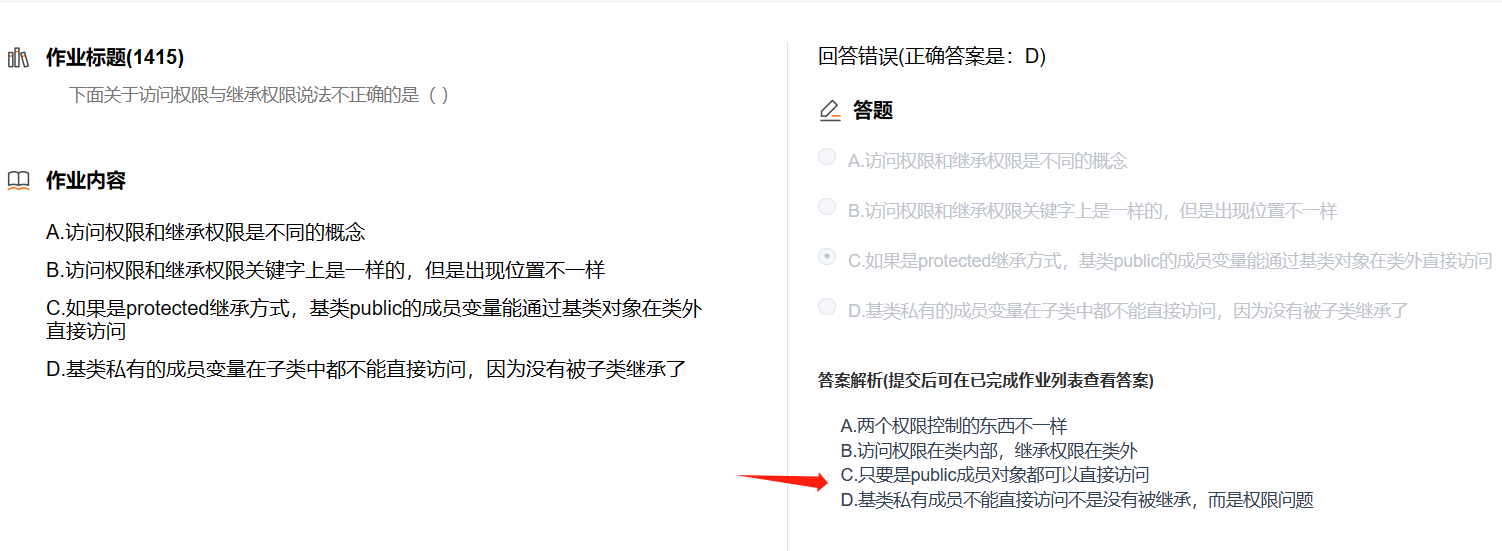 作业标题(1415)
下面关于访问权限与继承权限说法不正确的是（ ）
作业内容
A.访问权限和继承权限是不同的概念
B.访问权限和继承权限关键字上是一样的，但是出现位置不一样
C.如果是protected继承方式，基类public的成员变量能通过基类对象在类外
直接访问
D.基类私有的成员变量在子类中都不能直接访问，因为没有被子类继承了
回答错误(正确答案是：D)
答题
A.访问权限和继承权限是不同的概念
B.访问权限和继承权限关键字上是一样的，但是出现位置不一样
C.如果是protected继承方式，基类public的成员变量能通过基类对象在类外直接访问
D.基类私有的成员变量在子类中都不能直接访问，因为没有被子类继承了
答案解析(提交后可在已完成作业列表查看答案)
A.两个权限控制的东西不一样
B.访问权限在类内部，继承权限在类外
C.只要是public成员对象都可以直接访问
D.基类私有成员不能直接访问不是没有被继承，而是权限问题